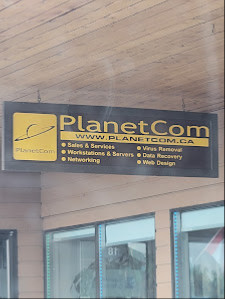 PlanetCom
PlanetCom
WWW.PLANETCOM.CA
Sales & Services
Workstations & Servers
Networking
Virus Removal
Data Recovery
Web Design